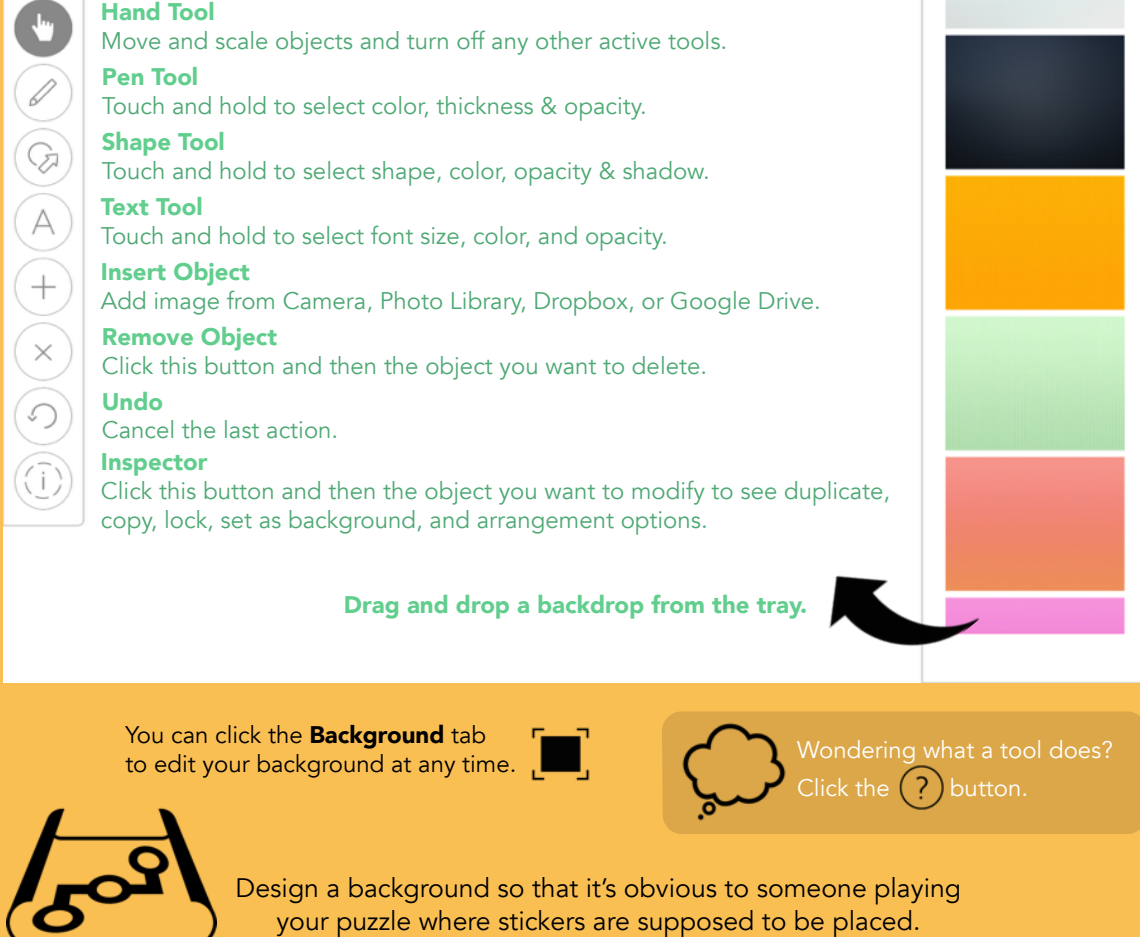 Hand Tool
Move and scale objects and turn off any other active tools.
Pen Tool
Touch and hold to select color, thickness & opacity.
Shape Tool
Touch and hold to select shape, color, opacity & shadow.
A
Text Tool
Touch and hold to select font size, color, and opacity.
Insert Object
Add image from Camera, Photo Library, Dropbox, or Google Drive.
Remove Object
Click this button and then the object you want to delete.
Undo
Cancel the last action.
i
Inspector
Click this button and then the object you want to modify to see duplicate,
copy, lock, set as background, and arrangement options.
Drag and drop a backdrop from the tray.
You can click the Background tab
to edit your background at any time.
Wondering what a tool does?
Click the ? button.
Design a background so that it's obvious to someone playing
your puzzle where stickers are supposed to be placed.